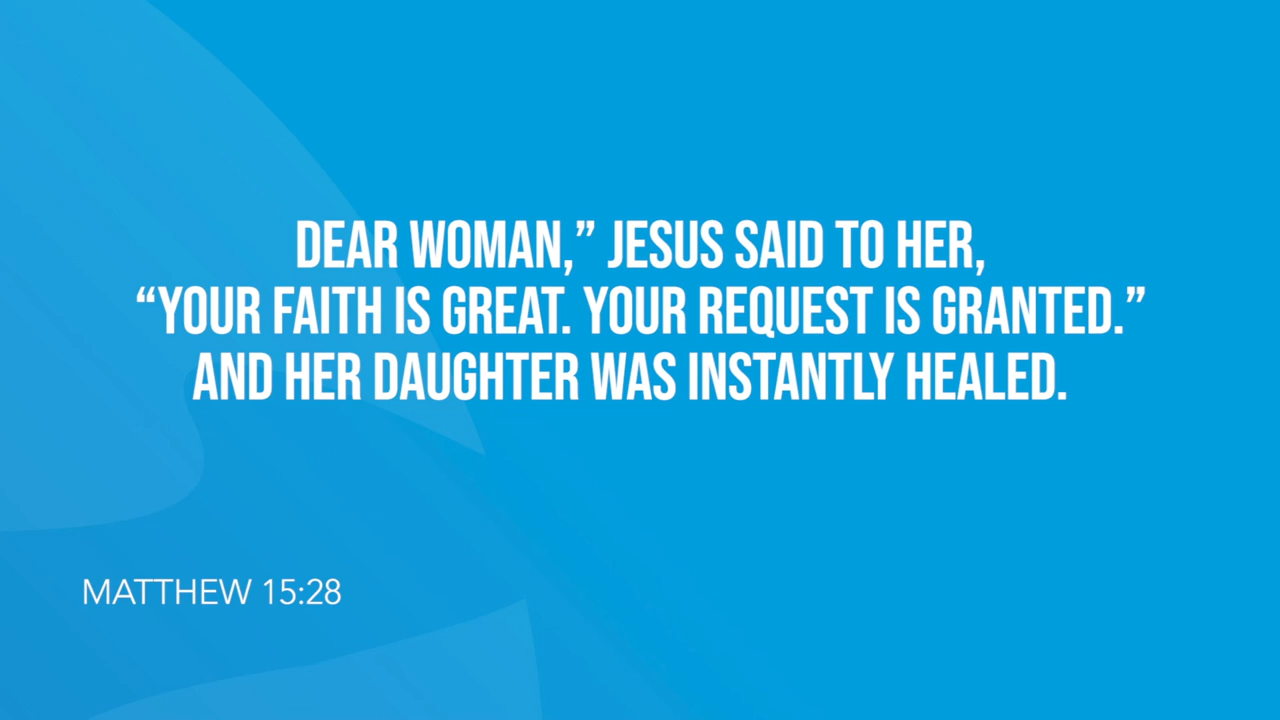 DEAR WOMAN,” JESUS SAID TO HER,
“YOUR FAITH IS GREAT. YOUR REQUEST IS GRANTED.”
AND HER DAUGHTER WAS INSTANTLY HEALED.
MATTHEW 15:28